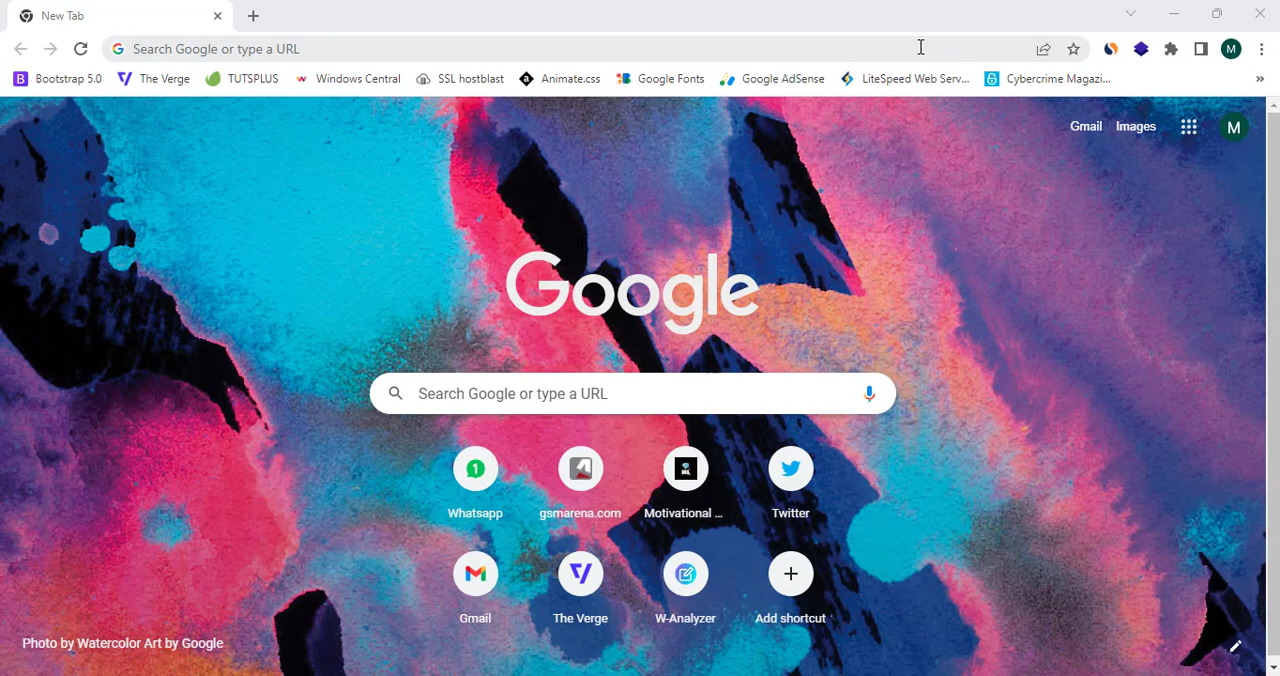 New Tab
Search Google or type a URL
M
B Bootstrap 5.0 The Verge TUTSPLUS w Windows Central SSL hostblast a Animate.css Google Fonts Google AdSense LiteSpeed Web Serv... Cybercrime Magazi... »
Gmail Images M
Google
Search Google or type a URL
1
Whatsapp gsmarena.com Motivational ... Twitter
Gmail The Verge W-Analyzer Add shortcut
Photo by Watercolor Art by Google